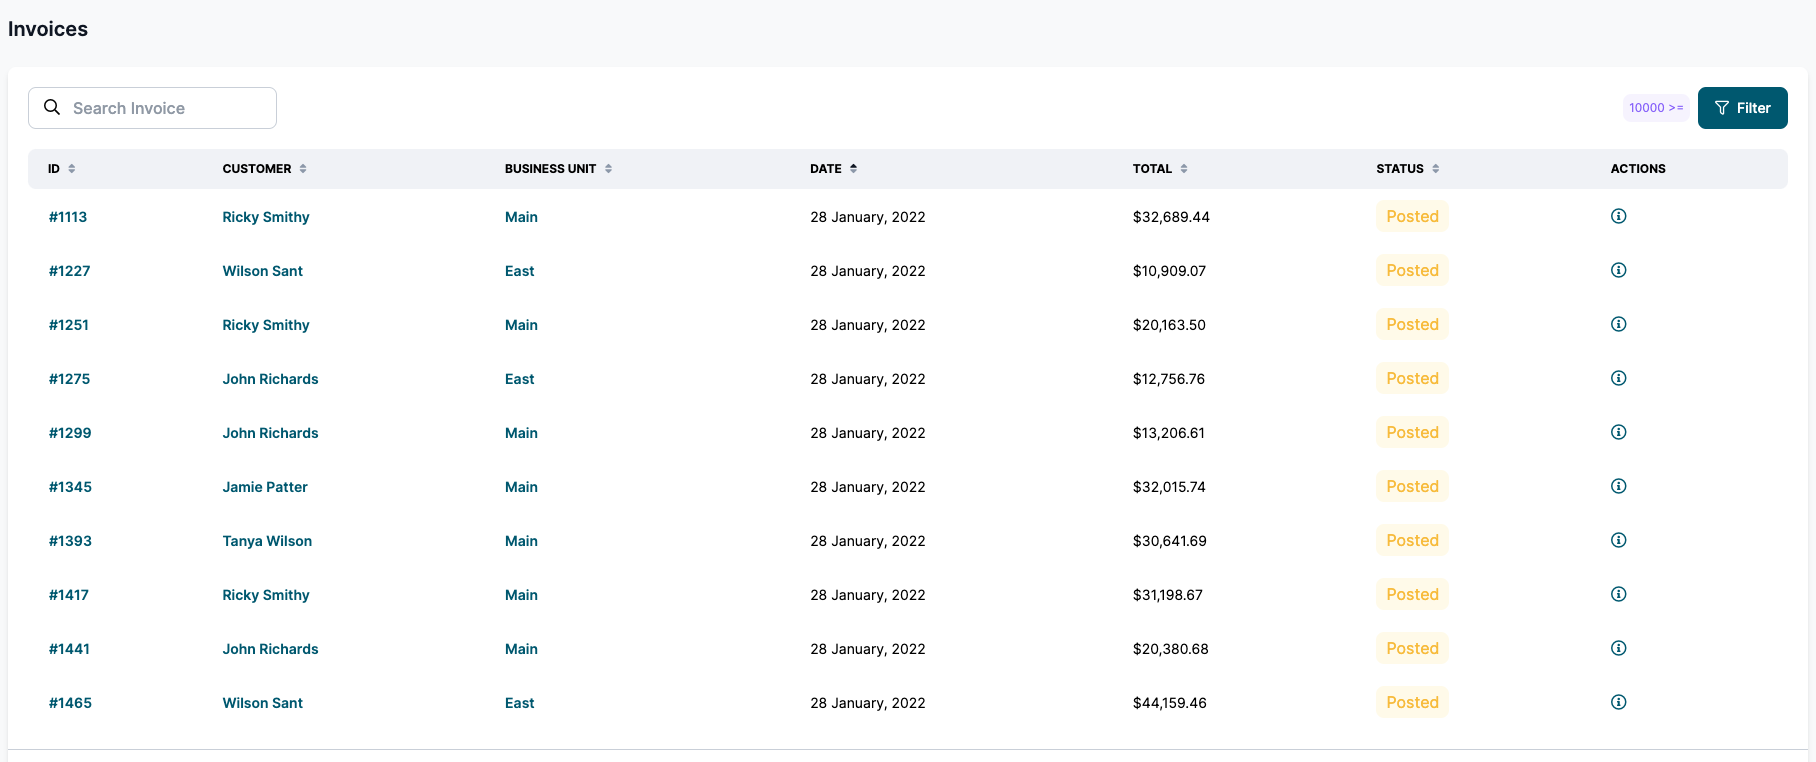 Invoices
Search Invoice 10000 >= Filter
ID CUSTOMER BUSINESS UNIT DATE TOTAL STATUS ACTIONS
#1113 Ricky Smithy Main 28 January, 2022 $32,689.44 Posted
#1227 Wilson Sant East 28 January, 2022 $10,909.07 Posted
#1251 Ricky Smithy Main 28 January, 2022 $20,163.50 Posted
#1275 John Richards East 28 January, 2022 $12,756.76 Posted
#1299 John Richards Main 28 January, 2022 $13,206.61 Posted
#1345 Jamie Patter Main 28 January, 2022 $32,015.74 Posted
#1393 Tanya Wilson Main 28 January, 2022 $30,641.69 Posted
#1417 Ricky Smithy Main 28 January, 2022 $31,198.67 Posted
#1441 John Richards Main 28 January, 2022 $20,380.68 Posted
#1465 Wilson Sant East 28 January, 2022 $44,159.46 Posted